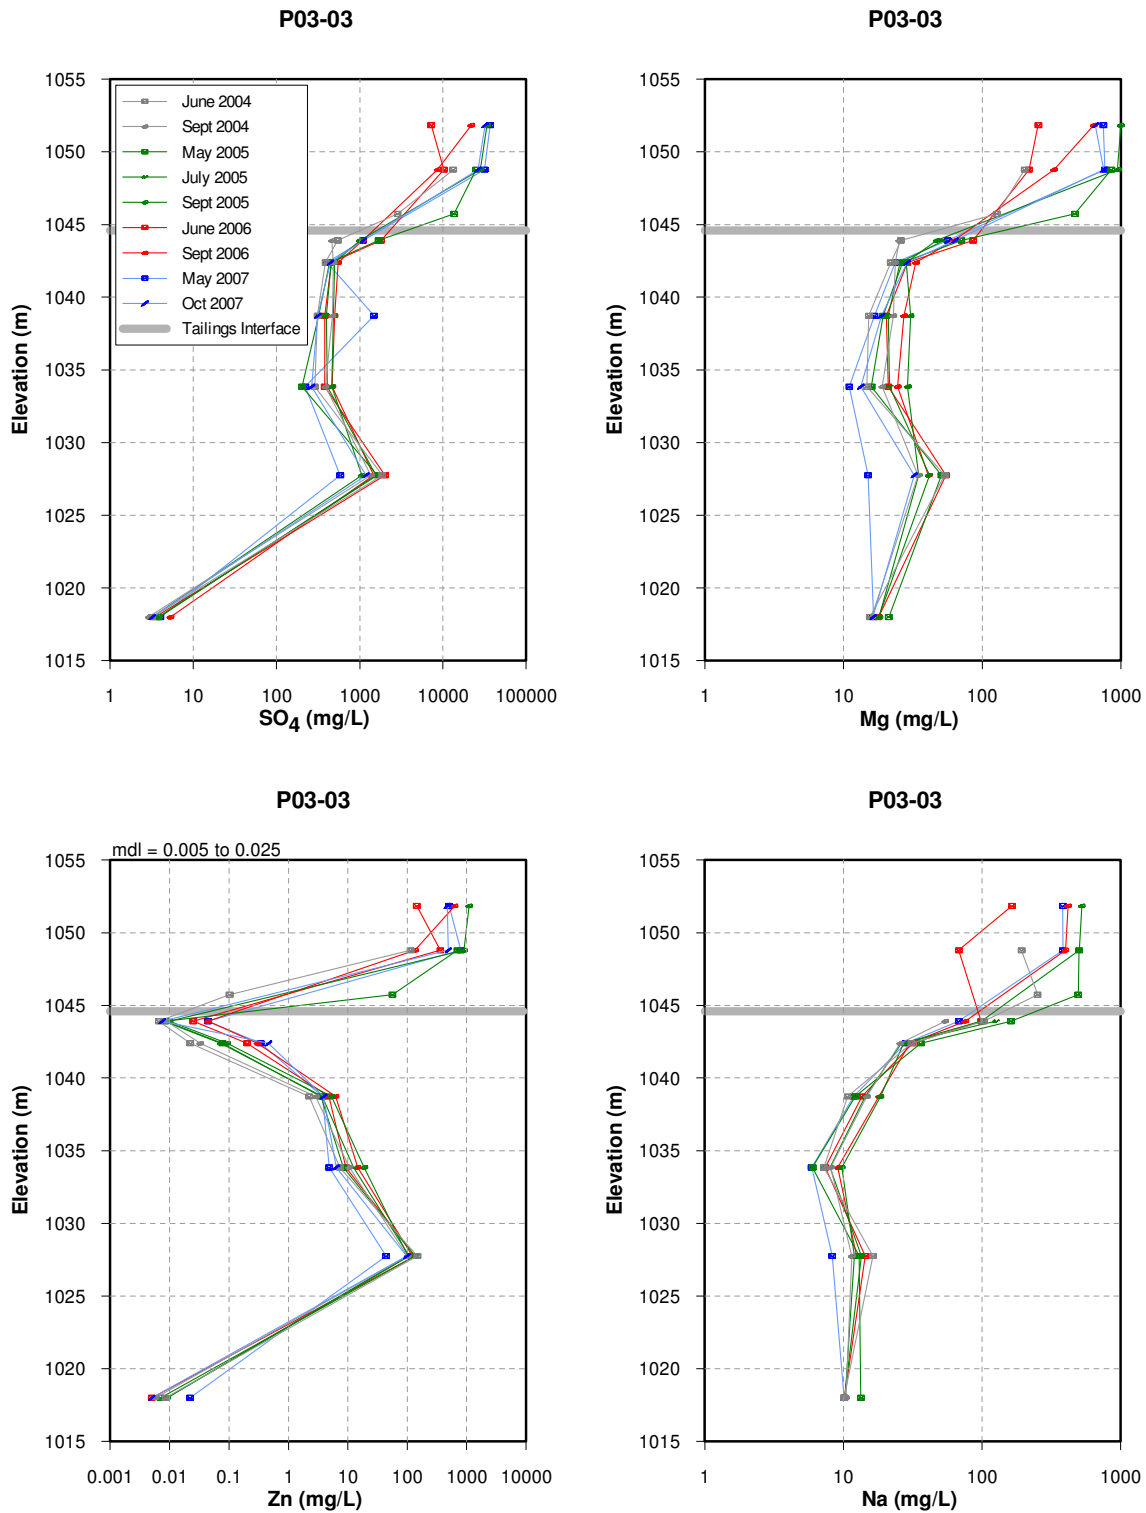 P03-03
1055
1050
1045
1040
1035
1030
1025
1020
1015
Elevation (m)
June 2004
Sept 2004
May 2005
July 2005
Sept 2005
June 2006
Sept 2006
May 2007
Oct 2007
Tailings Interface
1 10 100 1000 10000 100000
SO4 (mg/L)
P03-03
1055
1050
1045
1040
1035
1030
1025
1020
1015
Elevation (m)
1 10 100 1000
Mg (mg/L)
P03-03
mdl = 0.005 to 0.025
1055
1050
1045
1040
1035
1030
1025
1020
1015
Elevation (m)
0.001 0.01 0.1 1 10 100 1000 10000
Zn (mg/L)
P03-03
1055
1050
1045
1040
1035
1030
1025
1020
1015
Elevation (m)
1 10 100 1000
Na (mg/L)